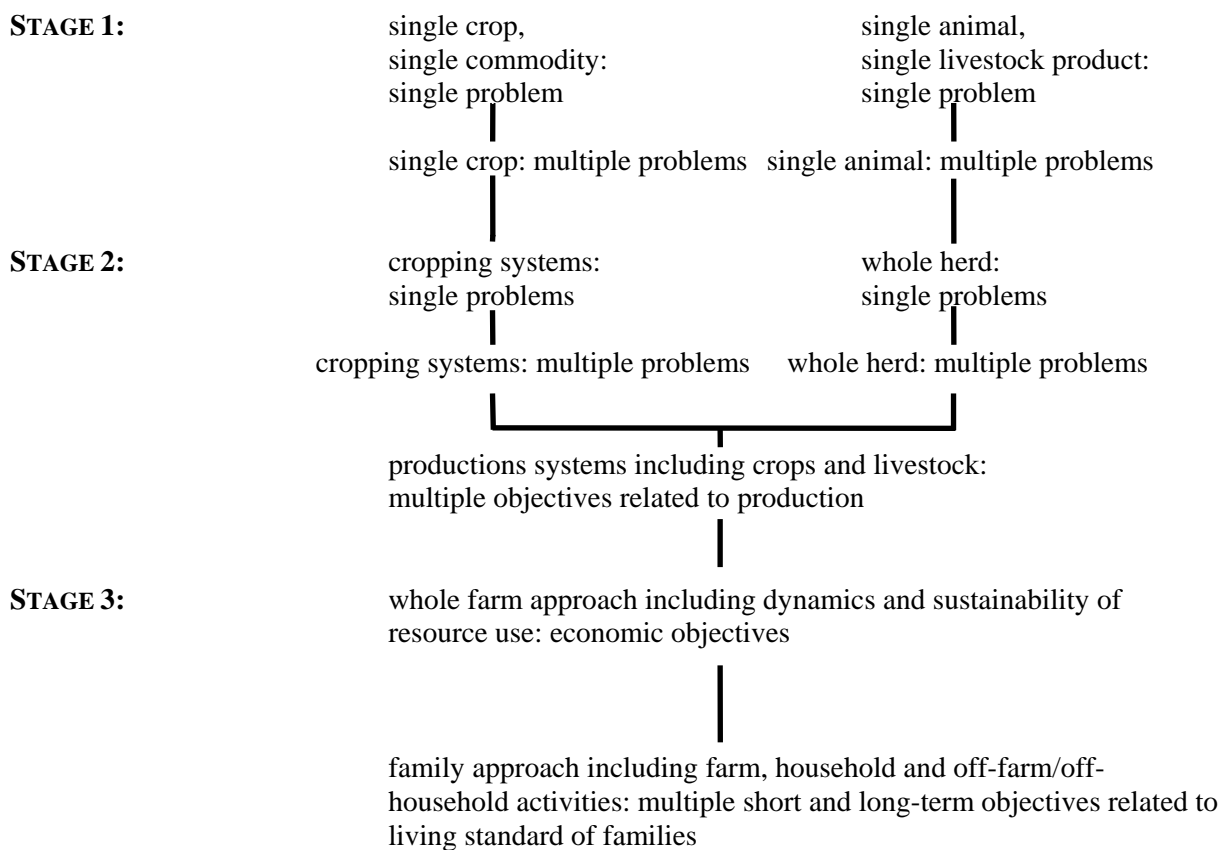 STAGE 1:
single crop,
single commodity:
single problem
single animal,
single livestock product:
single problem
single crop: multiple problems
single animal: multiple problems
STAGE 2:
cropping systems:
single problems
whole herd:
single problems
cropping systems: multiple problems
whole herd: multiple problems
productions systems including crops and livestock:
multiple objectives related to production
STAGE 3:
whole farm approach including dynamics and sustainability of
resource use: economic objectives
family approach including farm, household and off-farm/off-
household activities: multiple short and long-term objectives related to
living standard of families